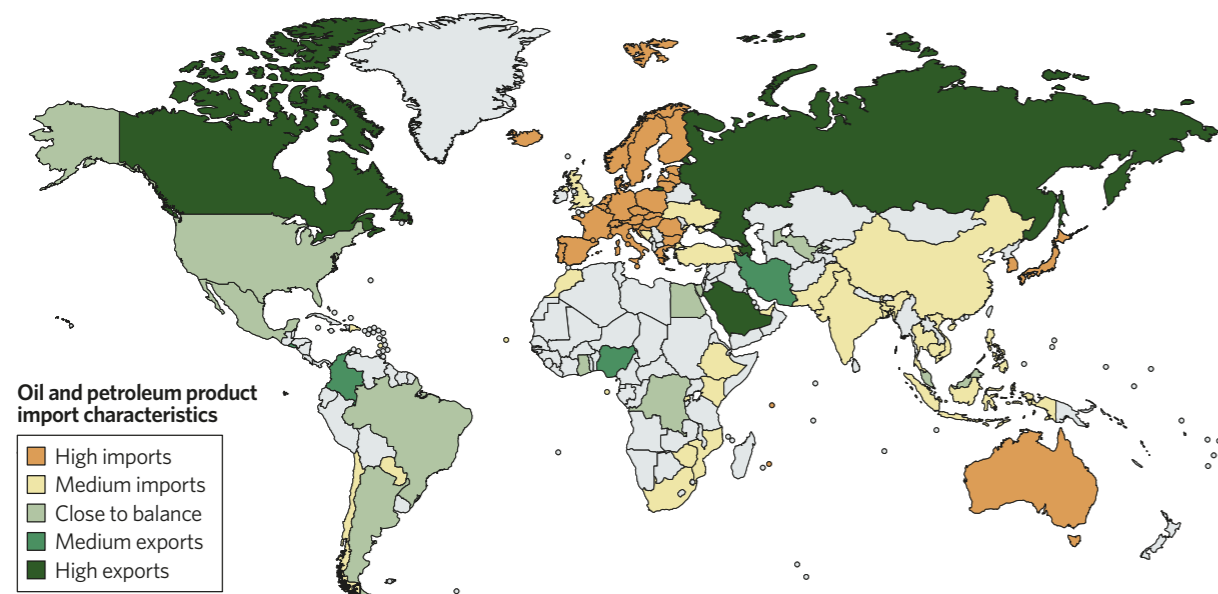 Oil and petroleum product
import characteristics
High imports
Medium imports
Close to balance
Medium exports
High exports